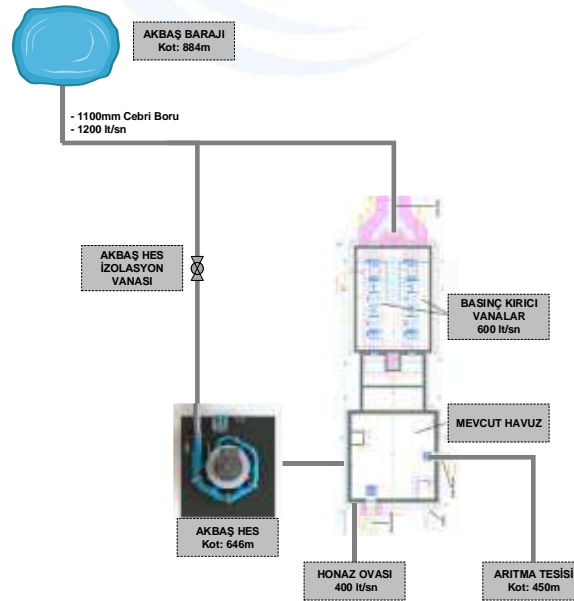 AKBAŞ BARAJI
Kot: 884m
- 1100mm Cebri Boru
- 1200 lt/sn
AKBAŞ HES
İZOLASYON
VANASI
BASINÇ KIRICI
VANALAR
600 lt/sn
MEVCUT HAVUZ
AKBAŞ HES
Kot: 646m
HONAZ OVASI
400 lt/sn
ARITMA TESİSİ
Kot: 450m